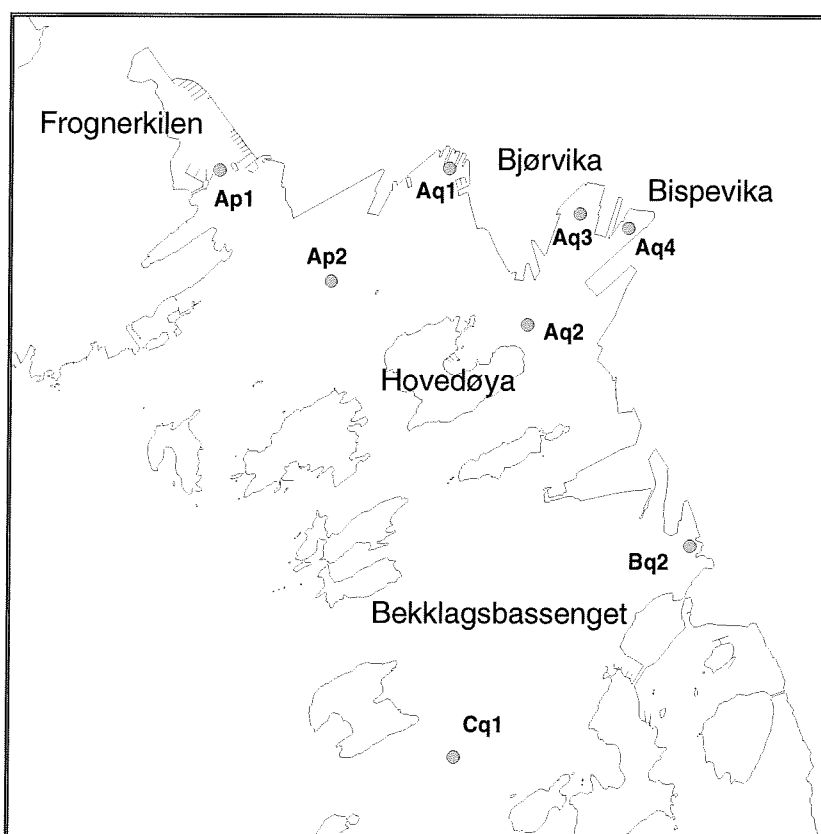 Frognerkilen
Ap1
Aq1
Bjørvika
Bispevika
Aq3
Aq4
Ap2
Aq2
Hovedøya
Bq2
Bekklagsbassenget
Cq1